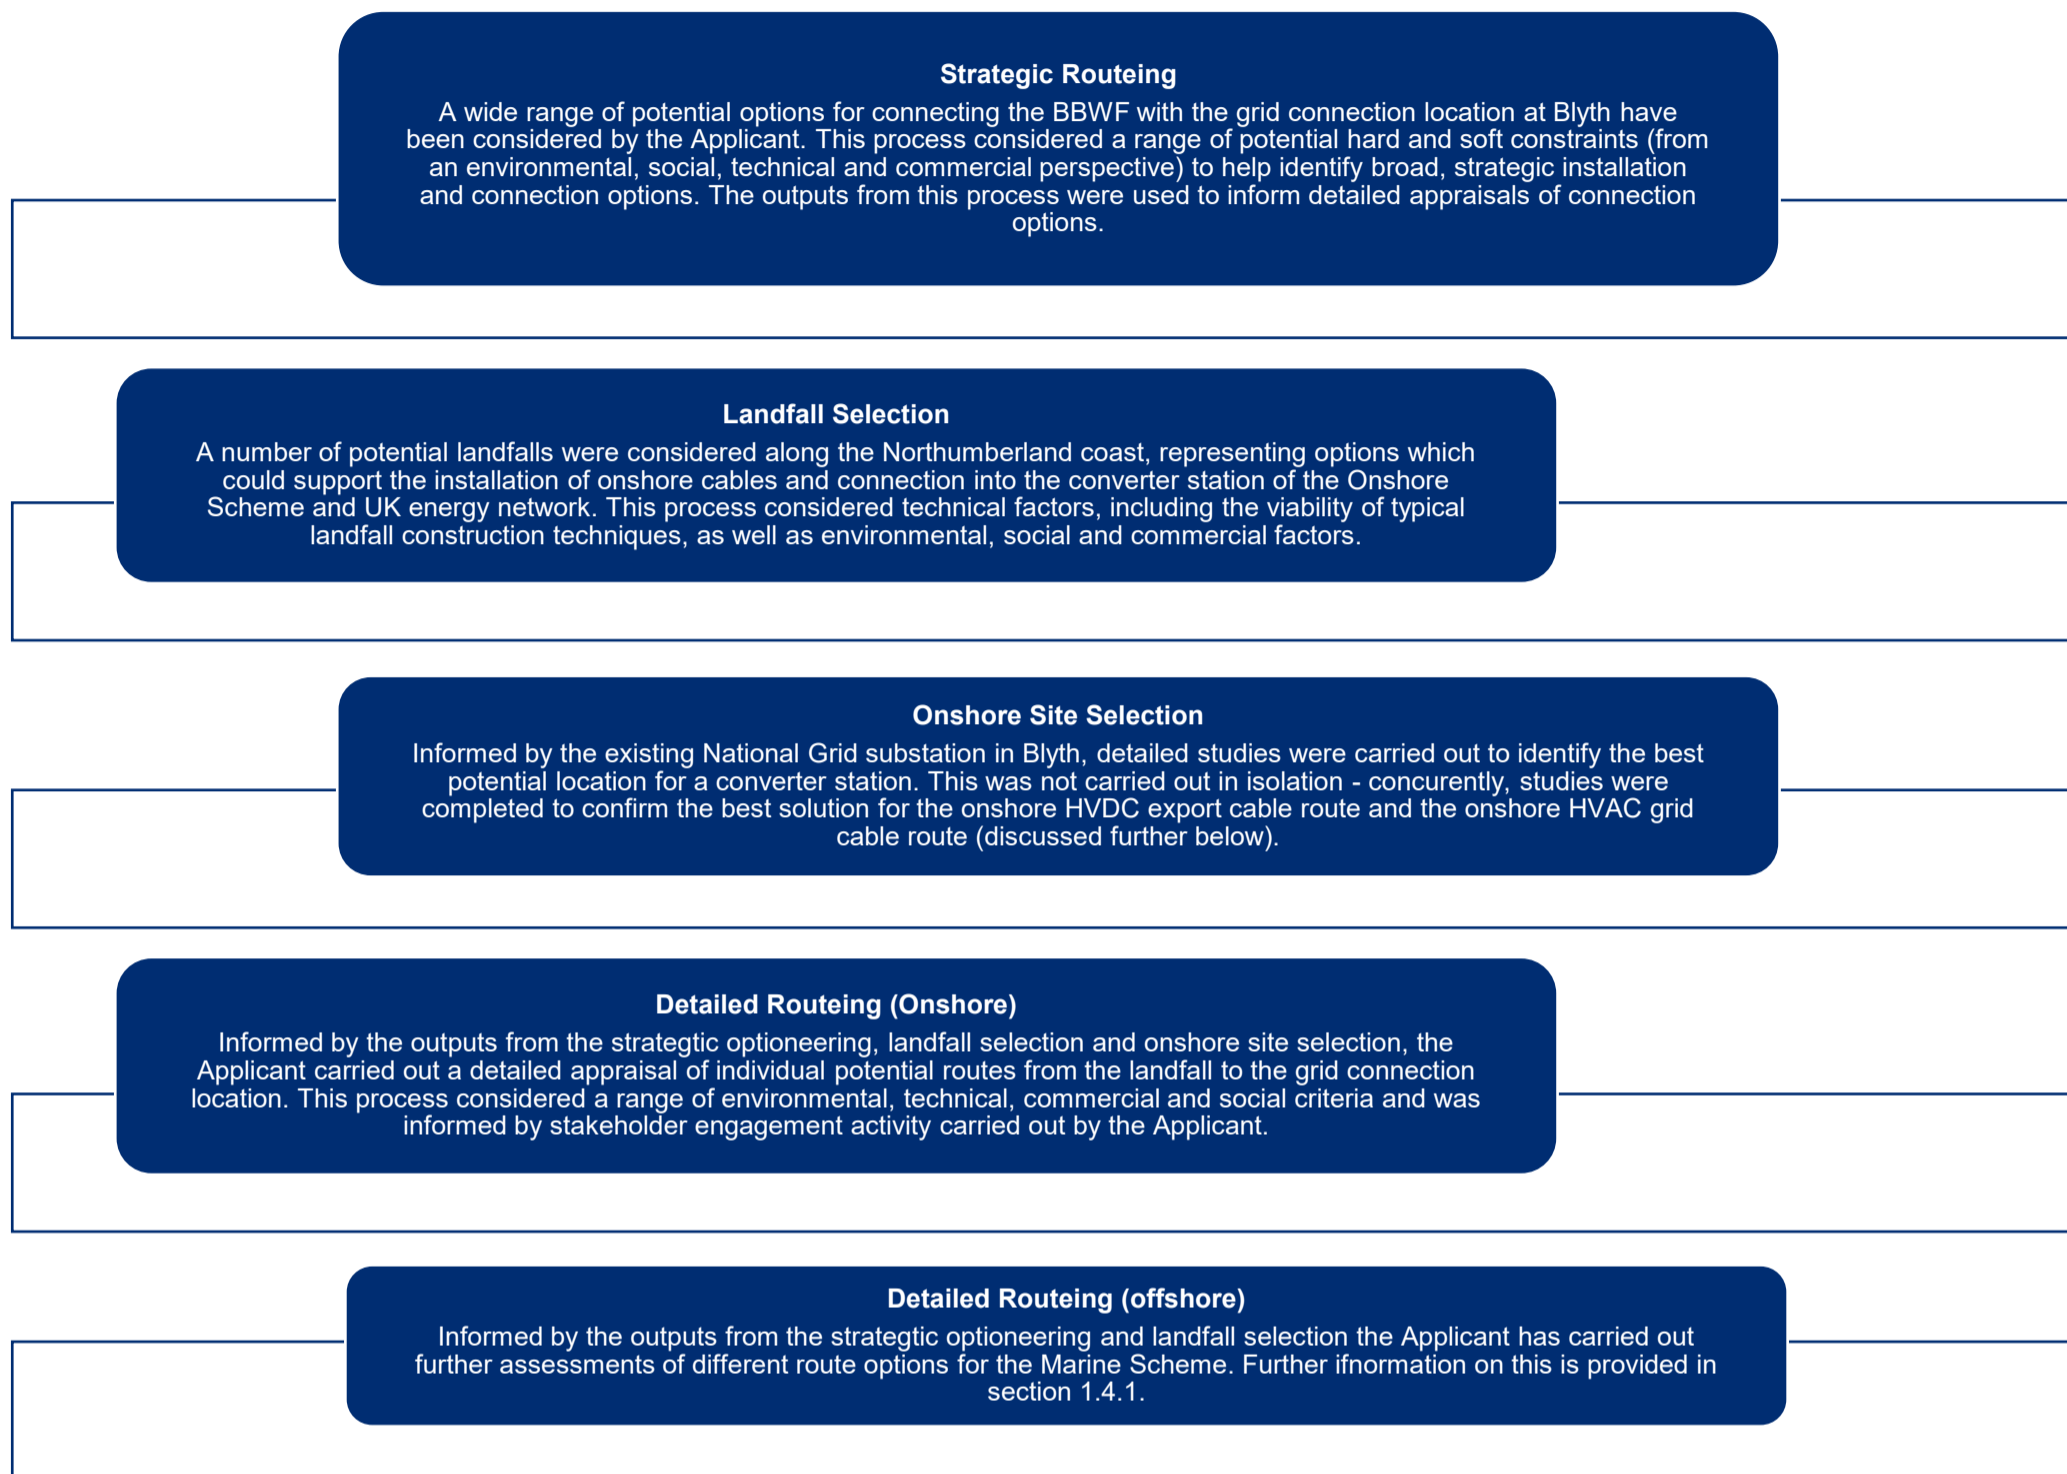 Strategic Routeing
A wide range of potential options for connecting the BBWF with the grid connection location at Blyth have
been considered by the Applicant. This process considered a range of potential hard and soft constraints (from
an environmental, social, technical and commercial perspective) to help identify broad, strategic installation
and connection options. The outputs from this process were used to inform detailed appraisals of connection
options.
Landfall Selection
A number of potential landfalls were considered along the Northumberland coast, representing options which
could support the installation of onshore cables and connection into the converter station of the Onshore
Scheme and UK energy network. This process considered technical factors, including the viability of typical
landfall construction techniques, as well as environmental, social and commercial factors.
Onshore Site Selection
Informed by the existing National Grid substation in Blyth, detailed studies were carried out to identify the best
potential location for a converter station. This was not carried out in isolation - concurently, studies were
completed to confirm the best solution for the onshore HVDC export cable route and the onshore HVAC grid
cable route (discussed further below).
Detailed Routeing (Onshore)
Informed by the outputs from the strategtic optioneering, landfall selection and onshore site selection, the
Applicant carried out a detailed appraisal of individual potential routes from the landfall to the grid connection
location. This process considered a range of environmental, technical, commercial and social criteria and was
informed by stakeholder engagement activity carried out by the Applicant.
Detailed Routeing (offshore)
Informed by the outputs from the strategtic optioneering and landfall selection the Applicant has carried out
further assessments of different route options for the Marine Scheme. Further ifnormation on this is provided in
section 1.4.1.